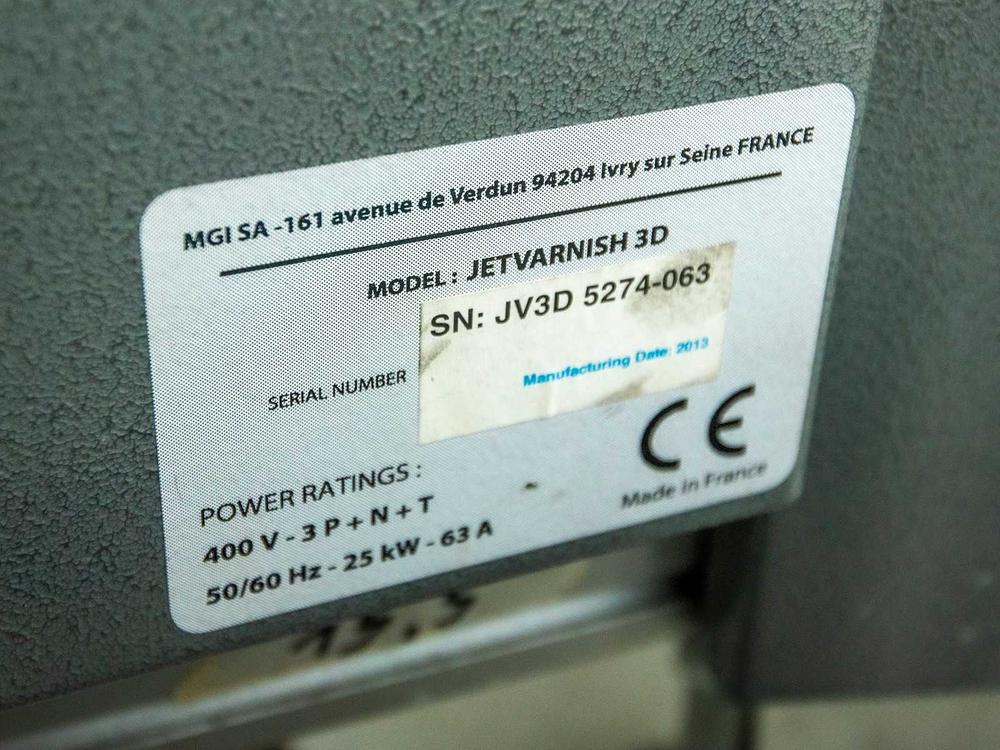 MGI SA -161 avenue de Verdun 94204 Ivry sur Seine FRANCE
MODEL : JETVARNISH 3D
SN: JV3D 5274-063
Manufacturing Date: 2013
SERIAL NUMBER
CE
Made in France
POWER RATINGS :
400 V - 3 P + N + T
50/60 Hz - 25 kW - 63 A